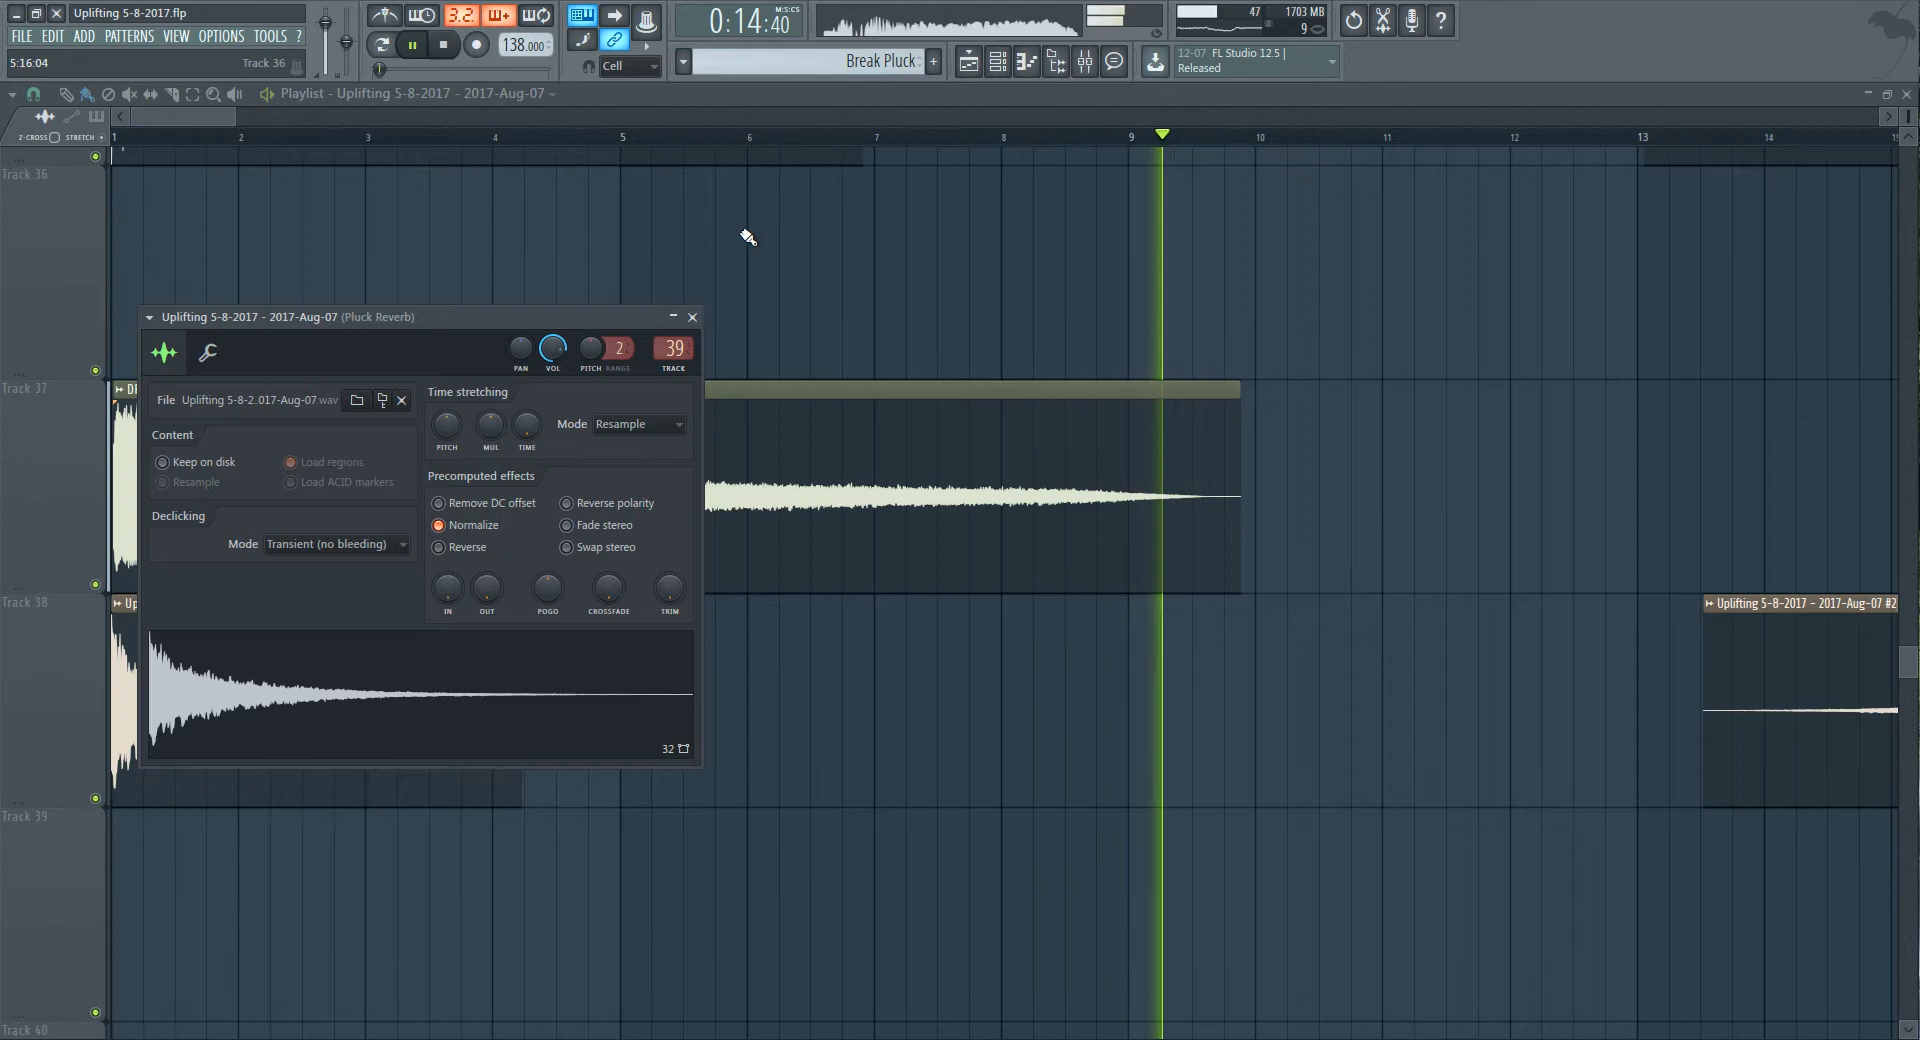 Uplifting 5-8-2017.flp
FILE EDIT ADD PATTERNS VIEW OPTIONS TOOLS ?
5:16:04 Track 36
3.2.
138.000
Cell
0:14:40
M:S:CS
Break Pluck
47
1703 MB
9
12-07 FL Studio 12.5 |
Released
Playlist - Uplifting 5-8-2017 - 2017-Aug-07
Z-CROSS STRETCH
1 2 3 4 5 6 7 8 9 10 11 12 13 14 15
Track 36
Track 37
Track 38
Up
Uplifting 5-8-2017 - 2017-Aug-07 #2
Track 39
Track 40
Uplifting 5-8-2017 - 2017-Aug-07 (Pluck Reverb)
2
39
PAN VOL PITCH RANGE TRACK
File Uplifting 5-8-2..017-Aug-07.wav
Content
Keep on disk
Load regions
Resample
Load ACID markers
Declicking
Mode Transient (no bleeding)
Time stretching
Mode Resample
PITCH MUL TIME
Precomputed effects
Remove DC offset
Reverse polarity
Normalize
Fade stereo
Reverse
Swap stereo
IN OUT POGO CROSSFADE TRIM
32